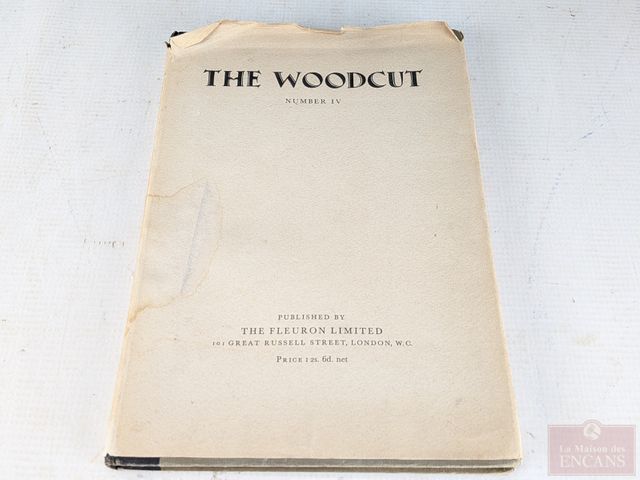 THE WOODCUT
NUMBER IV
PUBLISHED BY
THE FLEURON LIMITED
101 GREAT RUSSELL STREET, LONDON, W.C.
PRICE 12s. 6d. net
La Maison des
ENCANS